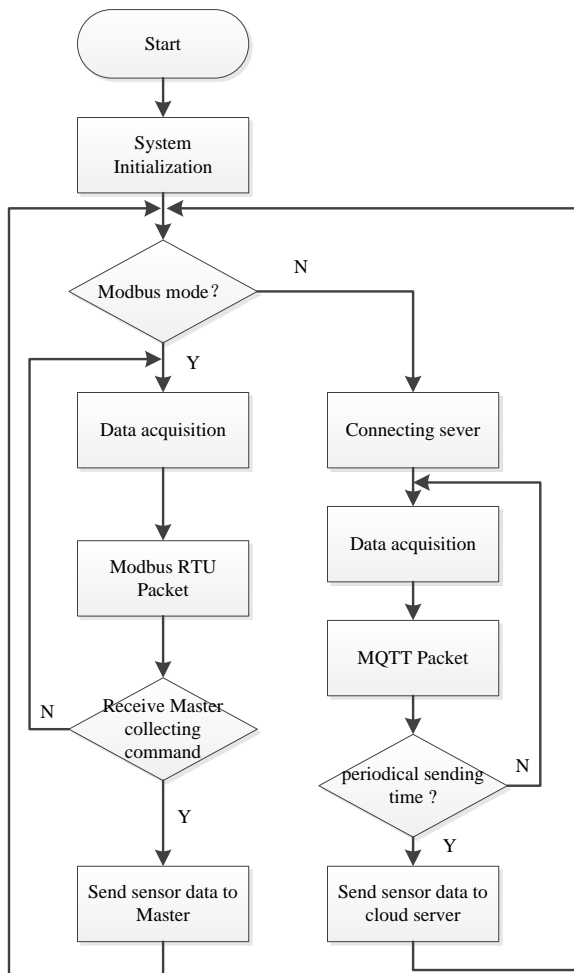 Start
System
Initialization
Modbus mode？
N
Y
Data acquisition
Connecting sever
Modbus RTU
Packet
Data acquisition
MQTT Packet
Receive Master
collecting
command
N
periodical sending
time？
N
Y
Y
Send sensor data to
Master
Send sensor data to
cloud server